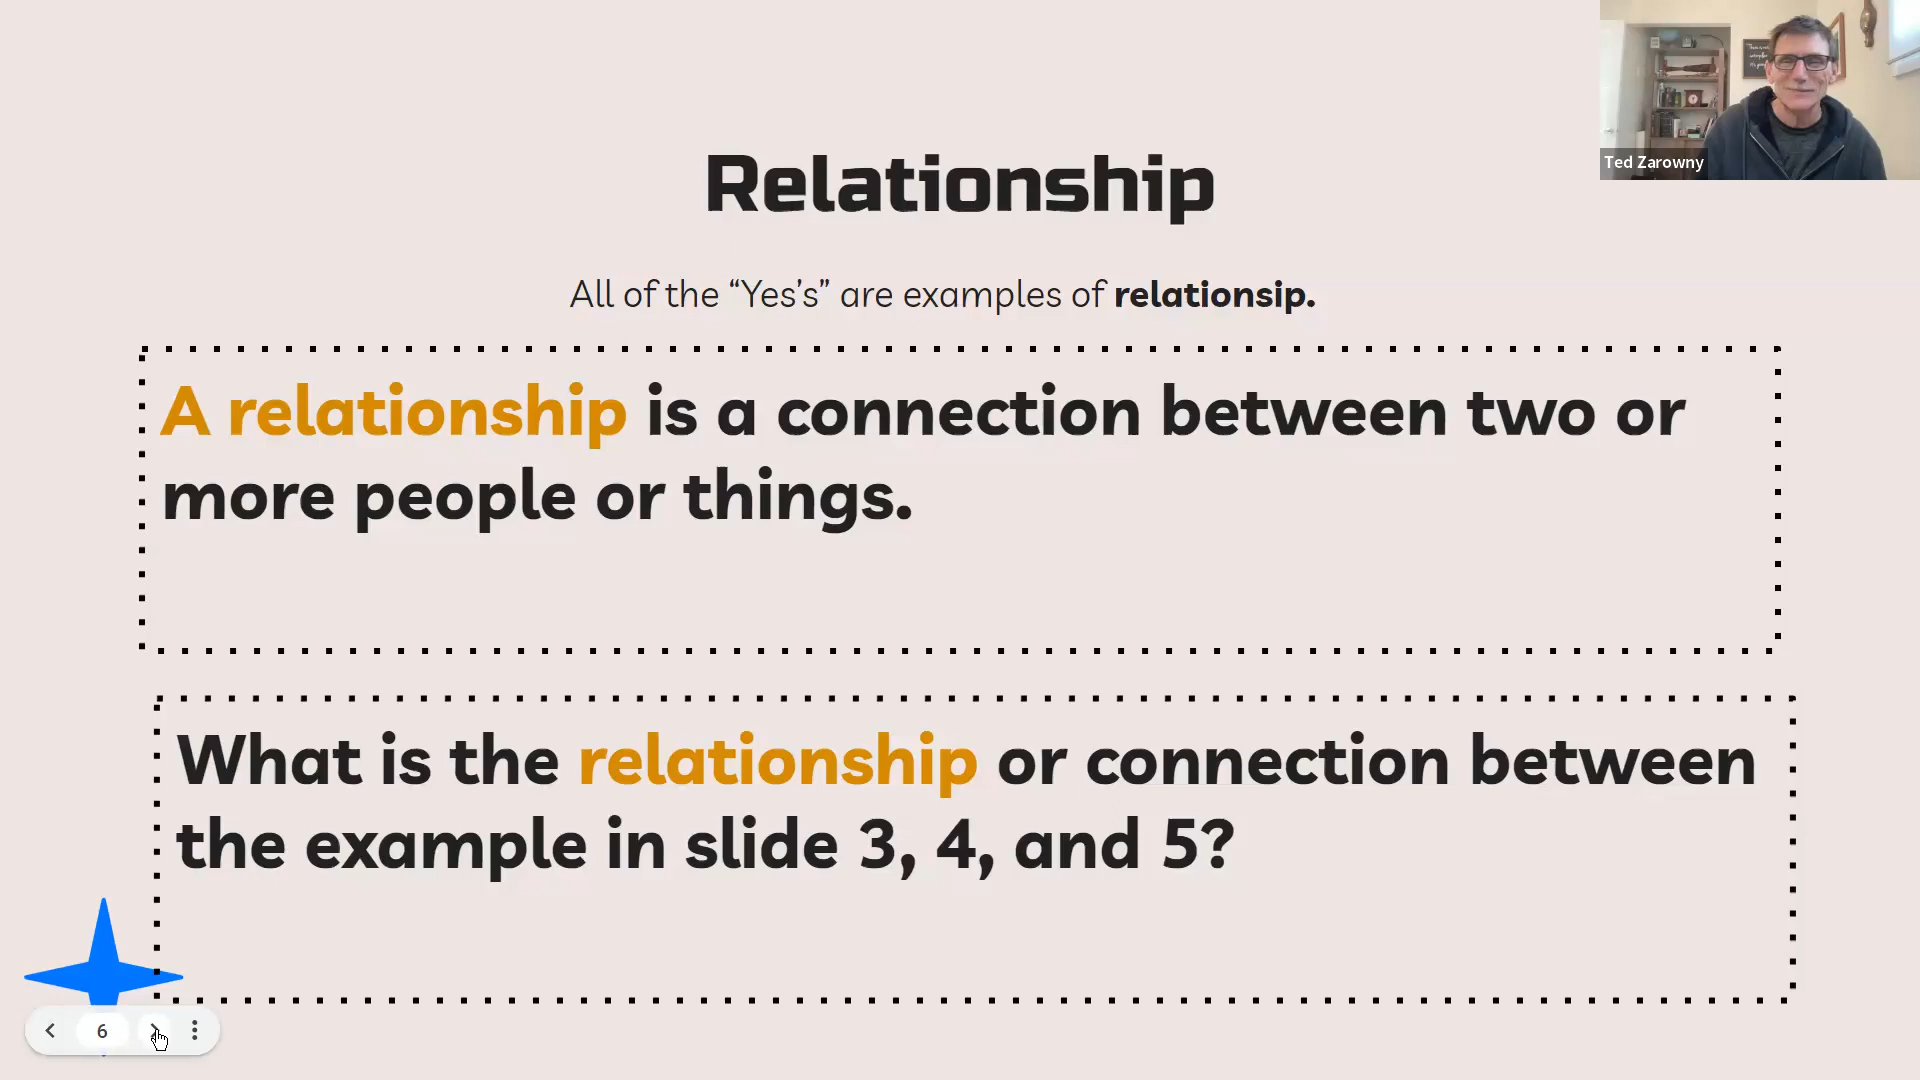 Relationship
All of the “Yes’s” are examples of relationsip.
A relationship is a connection between two or
more people or things.
What is the relationship or connection between
the example in slide 3, 4, and 5?
Ted Zarowny
6